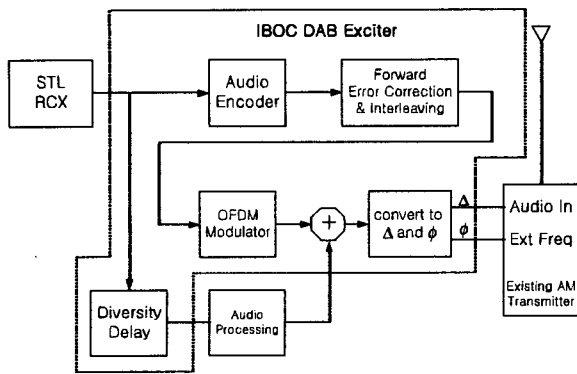 IBOC DAB Exciter
STL
RCX
Audio
Encoder
Forward
Error Correction
& Interleaving
OFDM
Modulator
+
convert to
Δ and ϕ
Δ
ϕ
Audio In
Ext Freq
Existing AM
Transmitter
Diversity
Delay
Audio
Processing